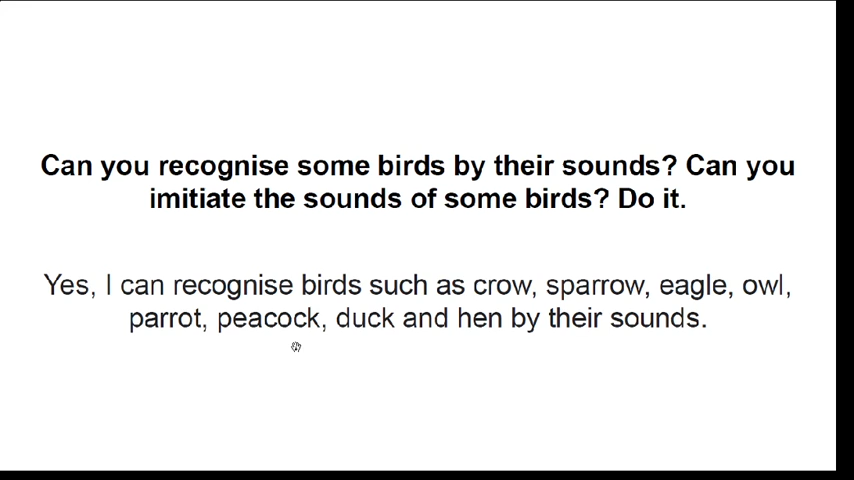 Can you recognise some birds by their sounds? Can you
imitiate the sounds of some birds? Do it.
Yes, I can recognise birds such as crow, sparrow, eagle, owl,
parrot, peacock, duck and hen by their sounds.